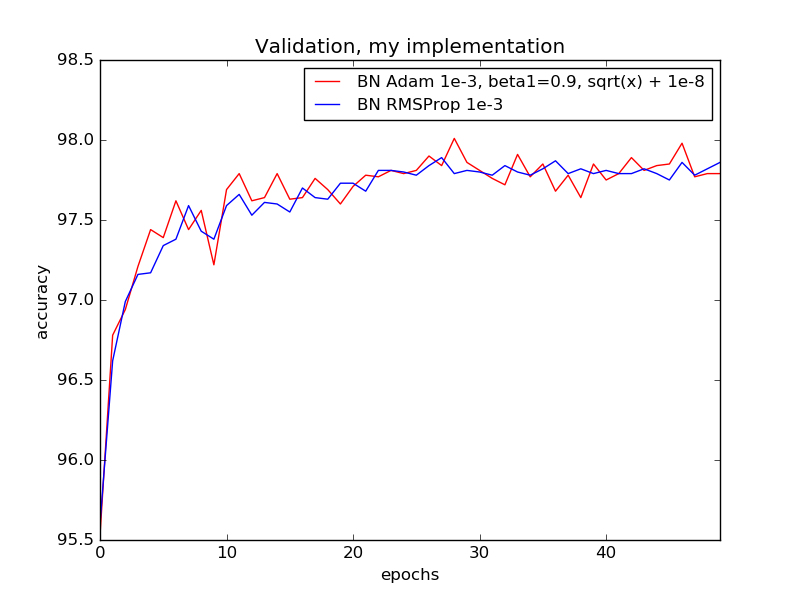 Validation, my implementation
BN Adam 1e-3, beta1=0.9, sqrt(x) + 1e-8
BN RMSProp 1e-3
98.5
98.0
97.5
97.0
96.5
96.0
95.5
accuracy
0 10 20 30 40
epochs